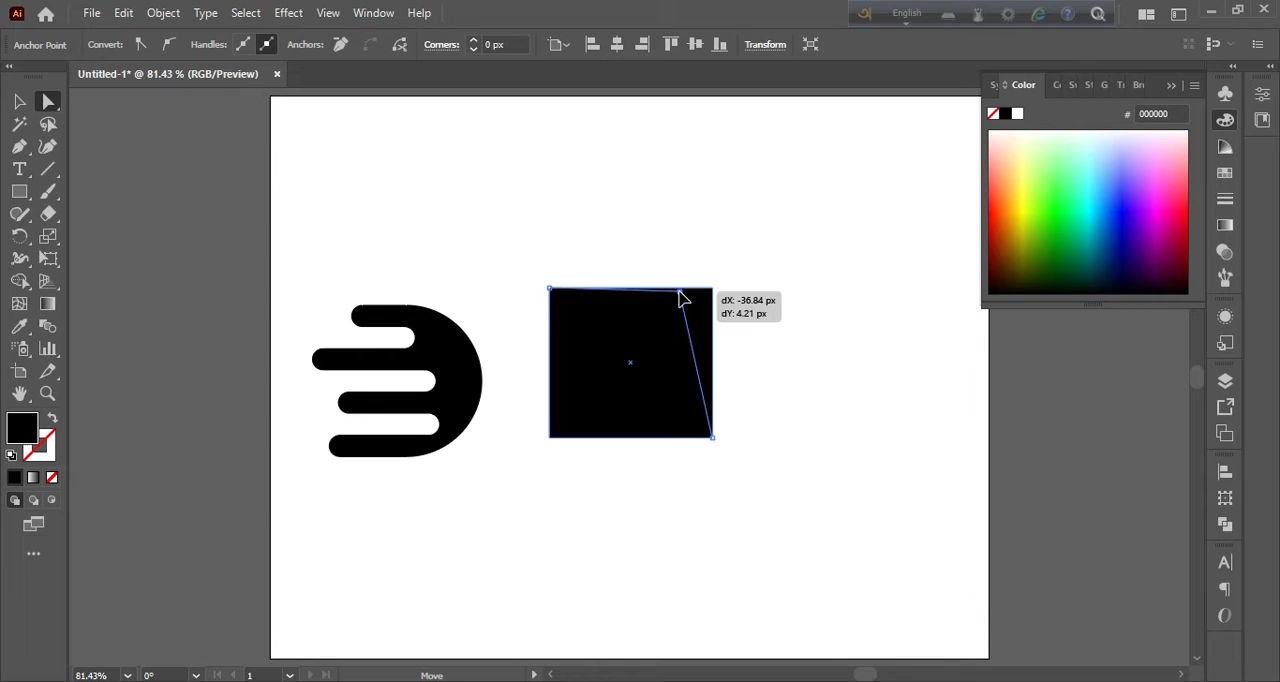 Ai File Edit Object Type Select Effect View Window Help English
Anchor Point Convert: Handles: Anchors: Corners: 0 px Transform
Untitled-1* @ 81.43 % (RGB/Preview) ×
Color
# 000000
dX: -36.84 px
dY: 4.21 px
81.43% 0° 1 Move